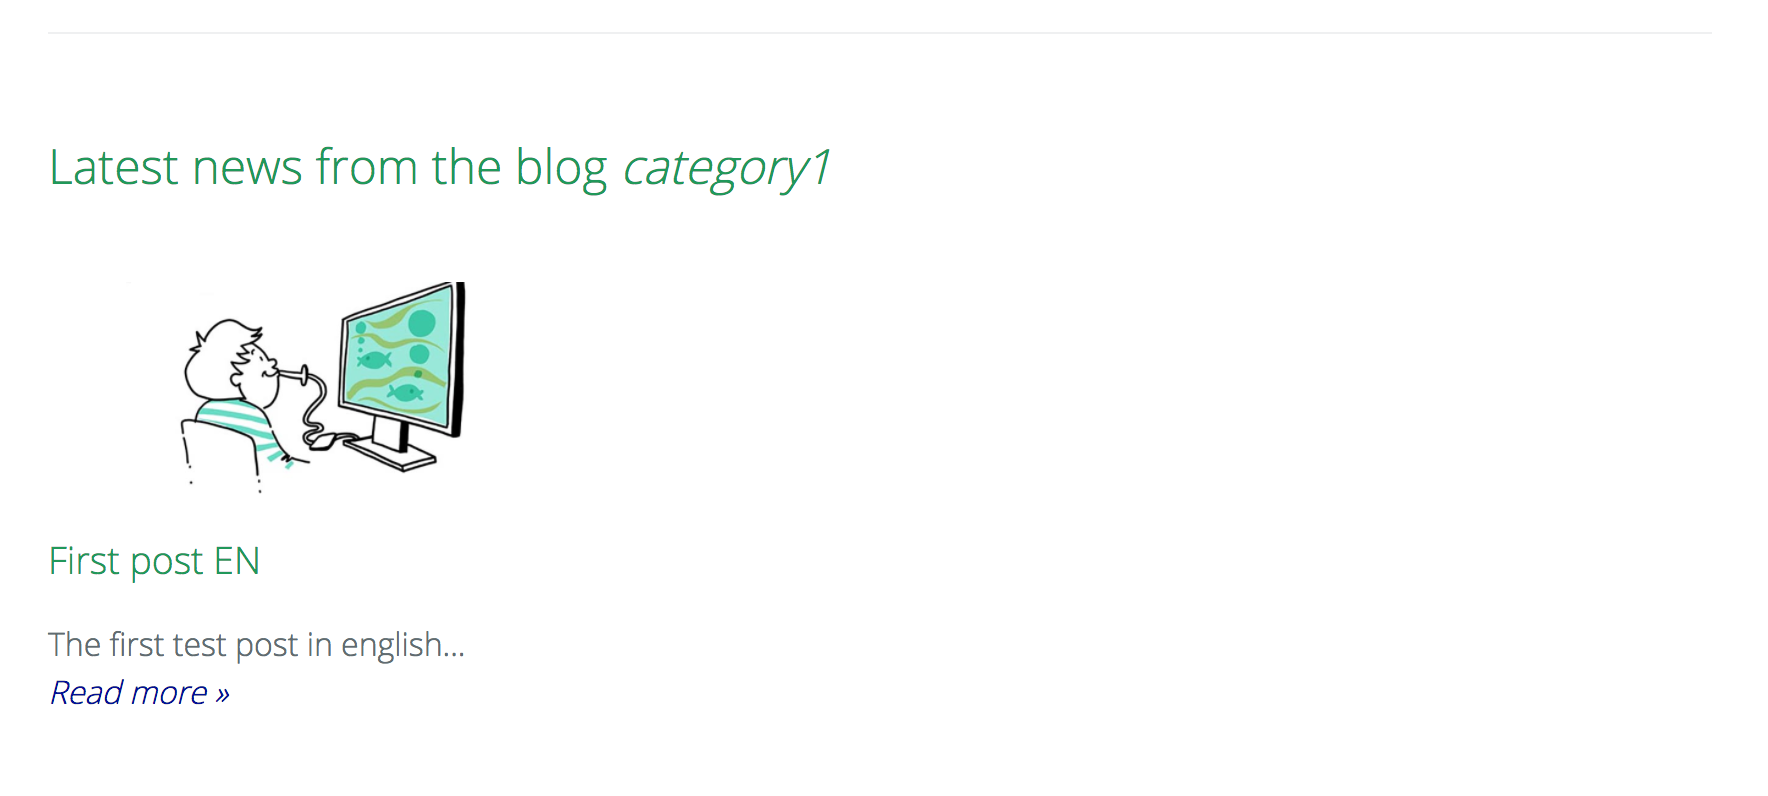 Latest news from the blog category1
First post EN
The first test post in english...
Read more »